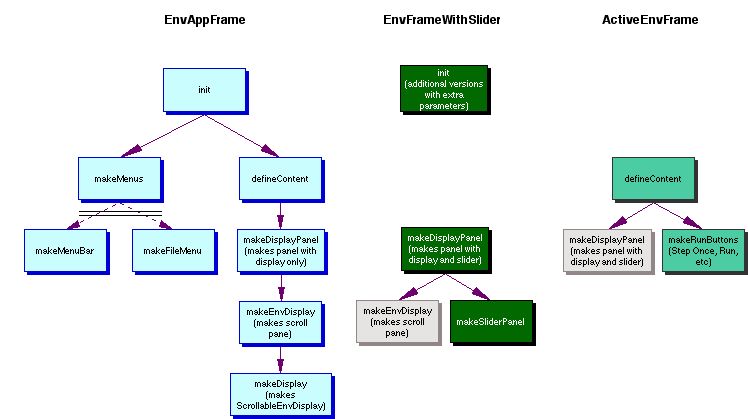 EnvAppFrame
EnvFrameWithSlider
ActiveEnvFrame
init
init
(additional versions
with extra
parameters)
makeMenus
defineContent
defineContent
makeMenuBar
makeFileMenu
makeDisplayPanel
(makes panel with
display only)
makeDisplayPanel
(makes panel with
display and slider)
makeDisplayPanel
(makes panel with
display and slider)
makeRunButtons
(Step Once, Run,
etc)
makeEnvDisplay
(makes scroll
pane)
makeEnvDisplay
(makes scroll
pane)
makeSliderPanel
makeDisplay
(makes
ScrollableEnvDisplay)